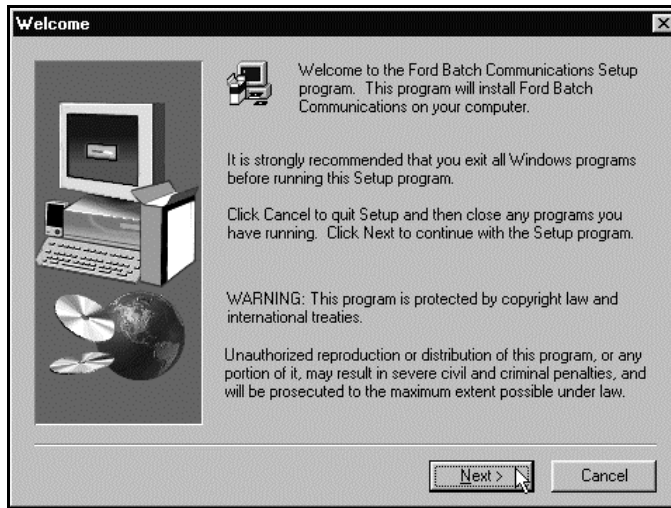 Welcome
Welcome to the Ford Batch Communications Setup
program.  This program will install Ford Batch
Communications on your computer.
It is strongly recommended that you exit all Windows programs
before running this Setup program.
Click Cancel to quit Setup and then close any programs you
have running.  Click Next to continue with the Setup program.
WARNING: This program is protected by copyright law and
international treaties.
Unauthorized reproduction or distribution of this program, or any
portion of it, may result in severe civil and criminal penalties, and
will be prosecuted to the maximum extent possible under law.
Next >
Cancel